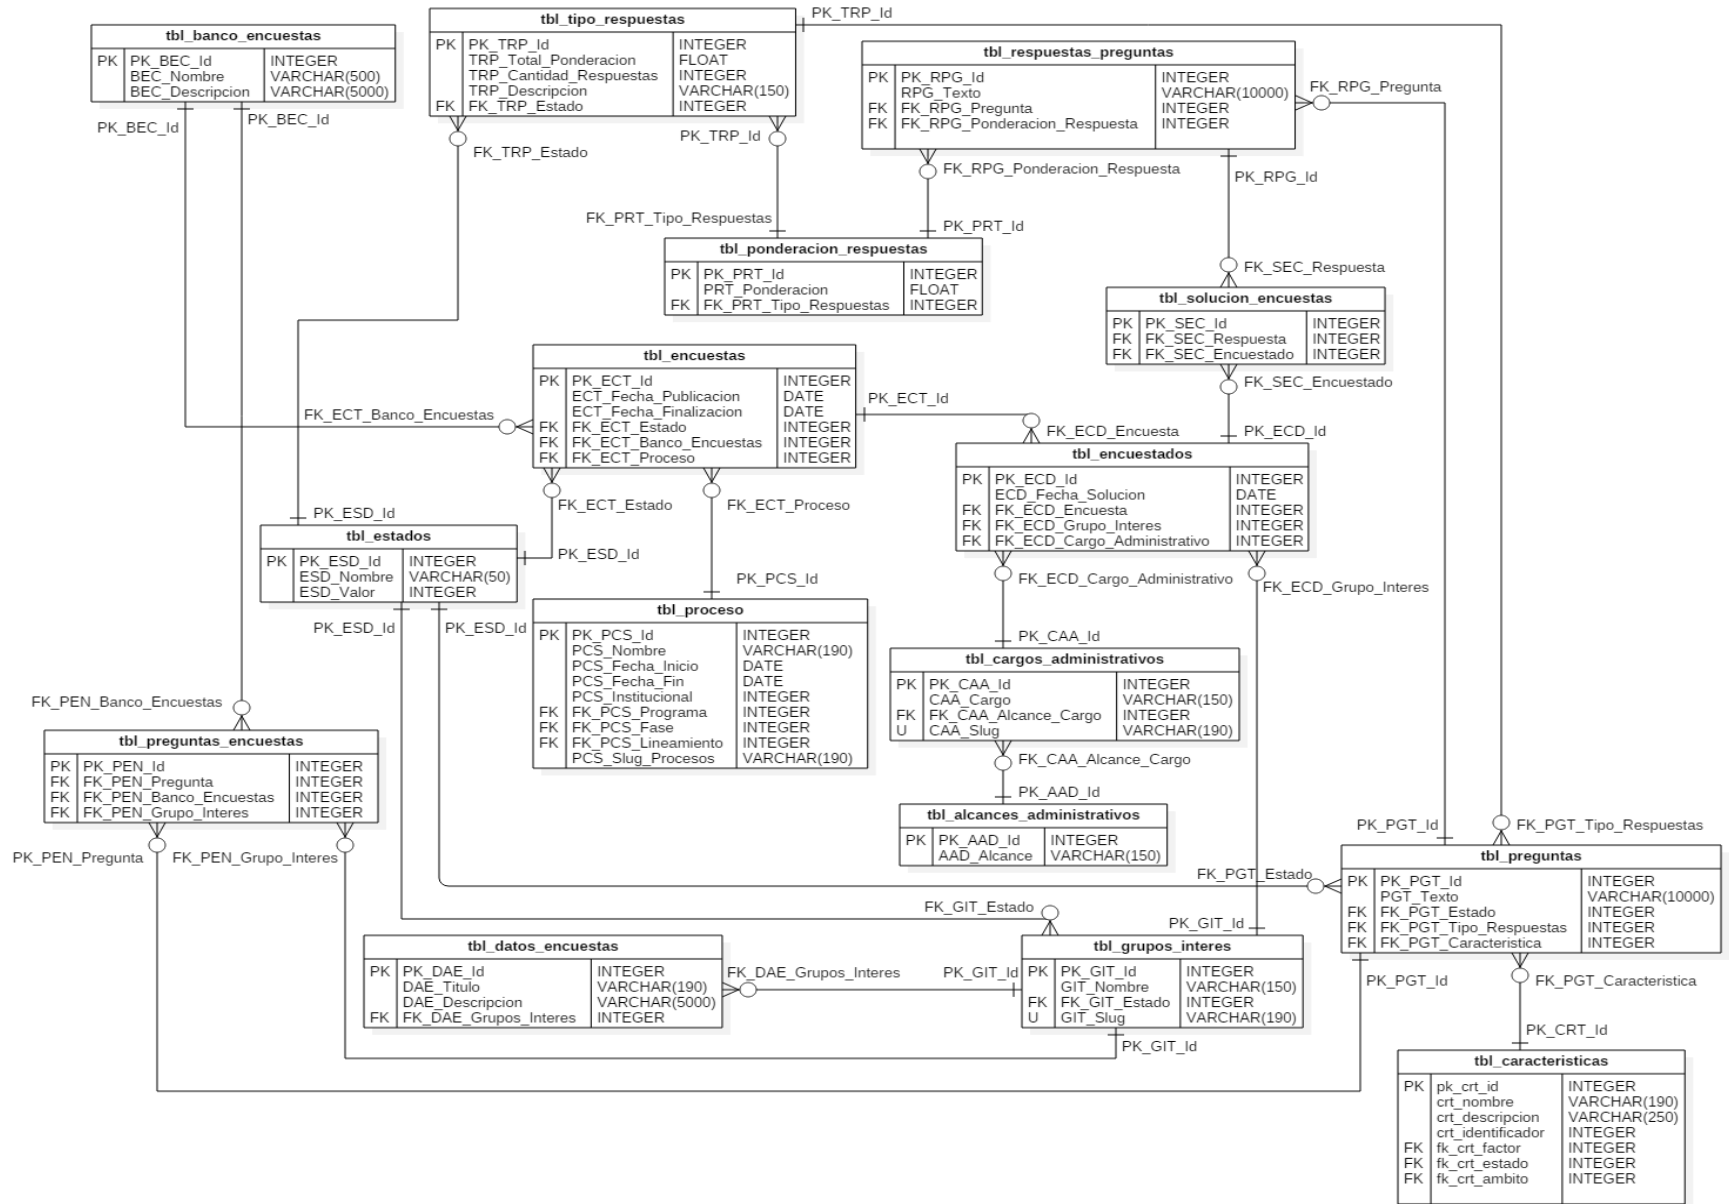 tbl_banco_encuestas
PK PK_BEC_Id INTEGER
BEC_Nombre VARCHAR(500)
BEC_Descripcion VARCHAR(5000)
PK_BEC_Id
PK_BEC_Id
tbl_tipo_respuestas
PK PK_TRP_Id INTEGER
TRP_Total_Ponderacion FLOAT
TRP_Cantidad_Respuestas INTEGER
TRP_Descripcion VARCHAR(150)
FK FK_TRP_Estado INTEGER
PK_TRP_Id
FK_TRP_Estado
PK_TRP_Id
tbl_respuestas_preguntas
PK PK_RPG_Id INTEGER
RPG_Texto VARCHAR(10000)
FK FK_RPG_Pregunta INTEGER
FK FK_RPG_Ponderacion_Respuesta INTEGER
FK_RPG_Pregunta
FK_RPG_Ponderacion_Respuesta
PK_RPG_Id
FK_PRT_Tipo_Respuestas
PK_PRT_Id
tbl_ponderacion_respuestas
PK PK_PRT_Id INTEGER
PRT_Ponderacion FLOAT
FK FK_PRT_Tipo_Respuestas INTEGER
FK_SEC_Respuesta
tbl_solucion_encuestas
PK PK_SEC_Id INTEGER
FK FK_SEC_Respuesta INTEGER
FK FK_SEC_Encuestado INTEGER
FK_SEC_Encuestado
PK_ECD_Id
tbl_encuestas
PK PK_ECT_Id INTEGER
ECT_Fecha_Publicacion DATE
ECT_Fecha_Finalizacion DATE
FK FK_ECT_Estado INTEGER
FK FK_ECT_Banco_Encuestas INTEGER
FK FK_ECT_Proceso INTEGER
FK_ECT_Banco_Encuestas
PK_ECT_Id
FK_ECD_Encuesta
FK_ECT_Estado
FK_ECT_Proceso
tbl_encuestados
PK PK_ECD_Id INTEGER
ECD_Fecha_Solucion DATE
FK FK_ECD_Encuesta INTEGER
FK FK_ECD_Grupo_Interes INTEGER
FK FK_ECD_Cargo_Administrativo INTEGER
FK_ECD_Cargo_Administrativo
FK_ECD_Grupo_Interes
PK_ESD_Id
tbl_estados
PK PK_ESD_Id INTEGER
ESD_Nombre VARCHAR(50)
ESD_Valor INTEGER
PK_ESD_Id
PK_ESD_Id
PK_ESD_Id
PK_PCS_Id
tbl_proceso
PK PK_PCS_Id INTEGER
PCS_Nombre VARCHAR(190)
PCS_Fecha_Inicio DATE
PCS_Fecha_Fin DATE
PCS_Institucional INTEGER
FK FK_PCS_Programa INTEGER
FK FK_PCS_Fase INTEGER
FK FK_PCS_Lineamiento INTEGER
PCS_Slug_Procesos VARCHAR(190)
PK_CAA_Id
tbl_cargos_administrativos
PK PK_CAA_Id INTEGER
CAA_Cargo VARCHAR(150)
FK FK_CAA_Alcance_Cargo INTEGER
U CAA_Slug VARCHAR(190)
FK_CAA_Alcance_Cargo
PK_AAD_Id
tbl_alcances_administrativos
PK PK_AAD_Id INTEGER
AAD_Alcance VARCHAR(150)
FK_PEN_Banco_Encuestas
tbl_preguntas_encuestas
PK PK_PEN_Id INTEGER
FK FK_PEN_Pregunta INTEGER
FK FK_PEN_Banco_Encuestas INTEGER
FK FK_PEN_Grupo_Interes INTEGER
PK_PEN_Pregunta
FK_PEN_Grupo_Interes
PK_PGT_Id
FK_PGT_Tipo_Respuestas
tbl_preguntas
PK PK_PGT_Id INTEGER
PGT_Texto VARCHAR(10000)
FK FK_PGT_Estado INTEGER
FK FK_PGT_Tipo_Respuestas INTEGER
FK FK_PGT_Caracteristica INTEGER
FK_PGT_Estado
PK_PGT_Id
FK_PGT_Caracteristica
FK_GIT_Estado
PK_GIT_Id
tbl_datos_encuestas
PK PK_DAE_Id INTEGER
DAE_Titulo VARCHAR(190)
DAE_Descripcion VARCHAR(5000)
FK FK_DAE_Grupos_Interes INTEGER
FK_DAE_Grupos_Interes
PK_GIT_Id
tbl_grupos_interes
PK PK_GIT_Id INTEGER
GIT_Nombre VARCHAR(150)
FK FK_GIT_Estado INTEGER
U GIT_Slug VARCHAR(190)
PK_GIT_Id
PK_CRT_Id
tbl_caracteristicas
PK pk_crt_id INTEGER
crt_nombre VARCHAR(190)
crt_descripcion VARCHAR(250)
crt_identificador INTEGER
FK fk_crt_factor INTEGER
FK fk_crt_estado INTEGER
FK fk_crt_ambito INTEGER